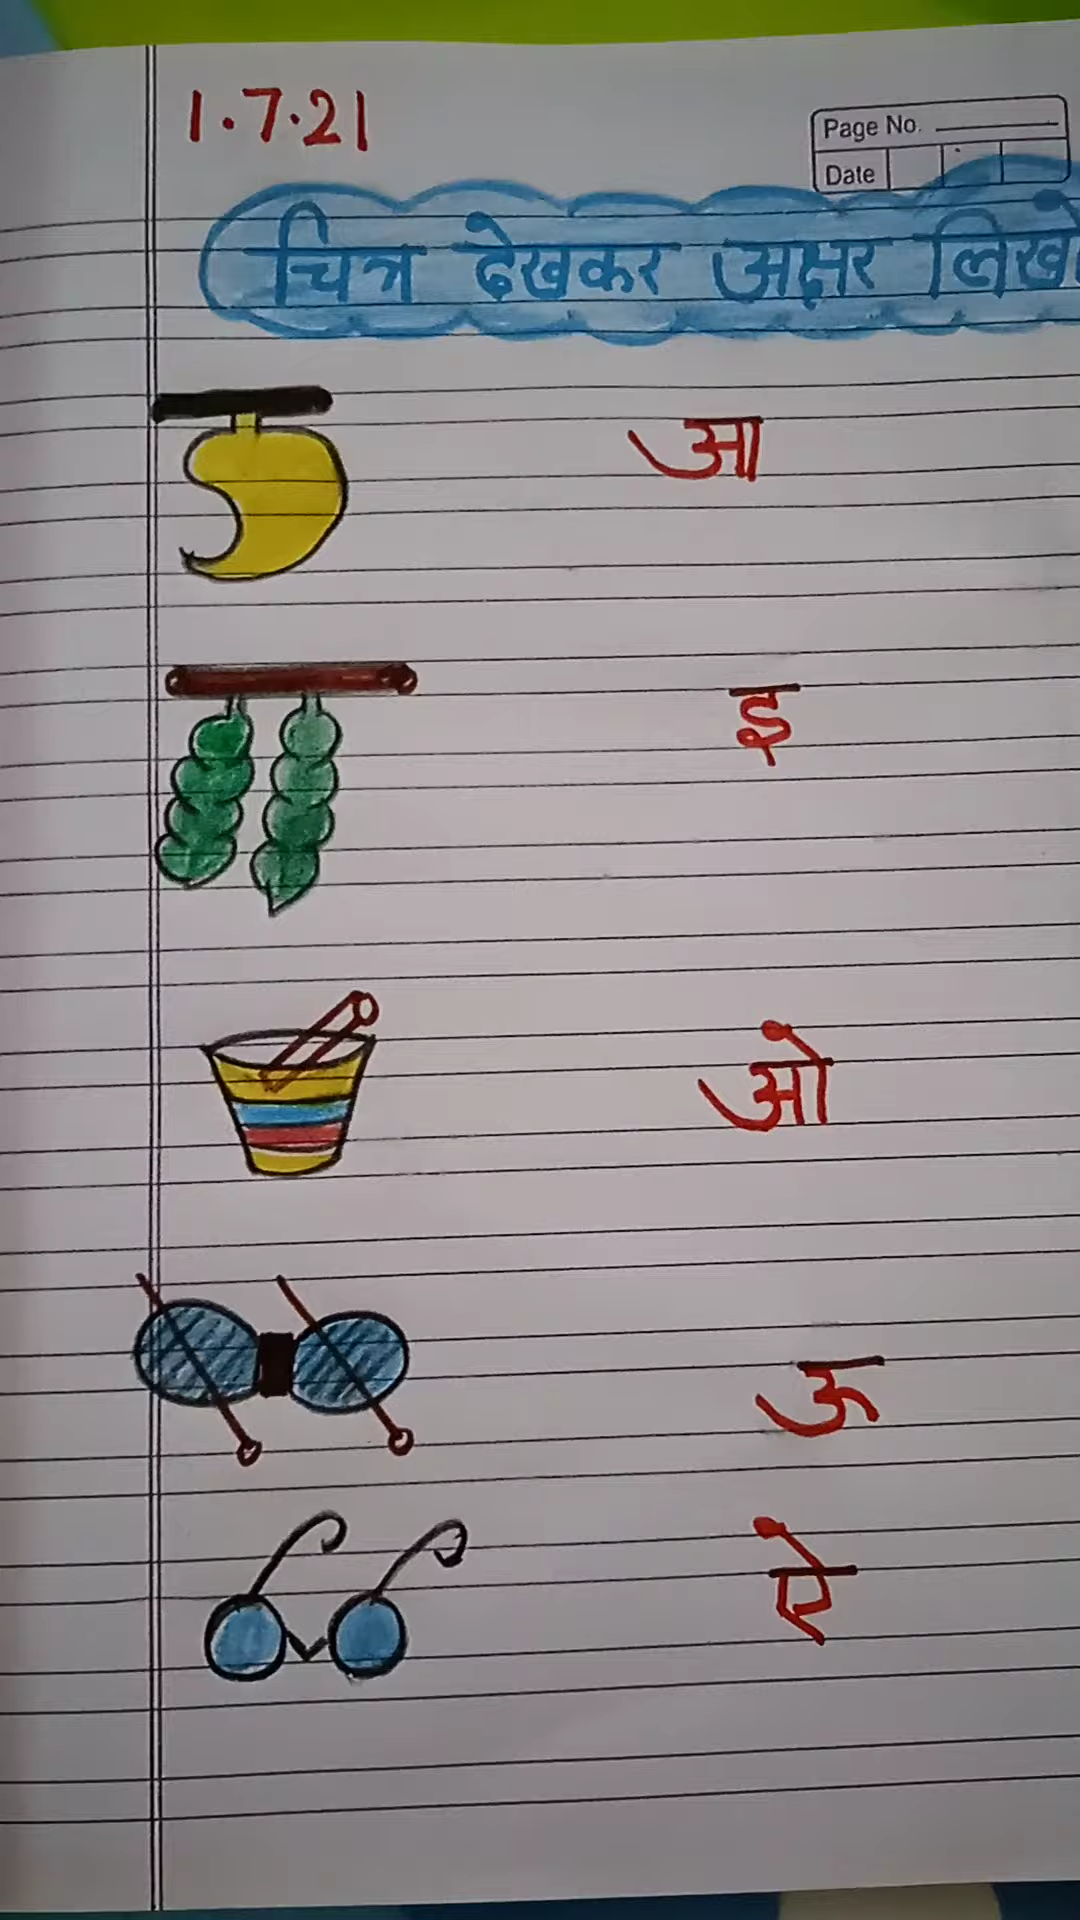 1.7.21
Page No.
Date
चित्र देखकर अक्षर लिखो
आ
इ
ओ
ऊ
ऐ